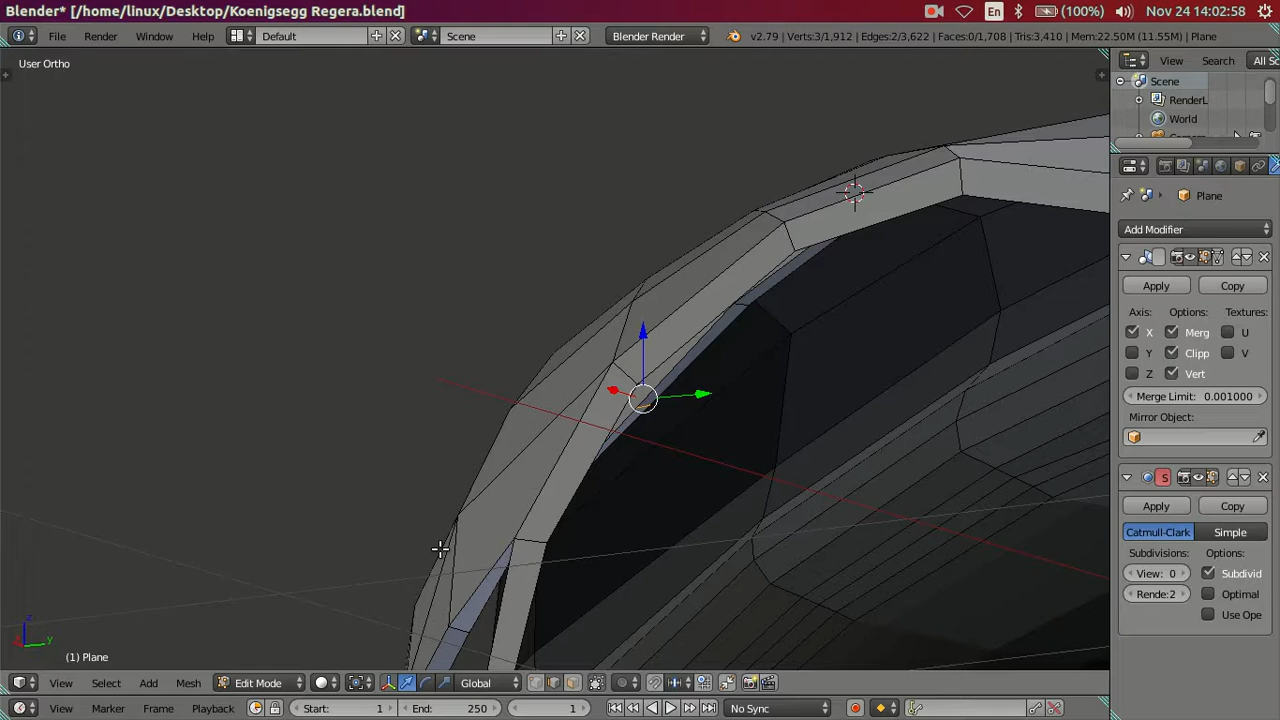 Blender* [/home/linux/Desktop/Koenigsegg Regera.blend]
En
(100%)
Nov 24 14:02:58
File
Render
Window
Help
Default
Scene
Blender Render
v2.79 | Verts:3/1,912 | Edges:2/3,622 | Faces:0/1,708 | Tris:3,410 | Mem:22.50M (11.55M) | Plane
User Ortho
View
Search
All Sc
Scene
RenderL
World
Plane
Add Modifier
Apply
Copy
Axis:
Options:
Textures:
X
Merg
U
Y
Clipp
V
Z
Vert
Merge Limit: 0.001000
Mirror Object:
S
Apply
Copy
Catmull-Clark
Simple
Subdivisions:
Options:
View: 0
Subdivid
Rende:2
Optimal
Use Ope
z
y
(1) Plane
View
Select
Add
Mesh
Edit Mode
Global
View
Marker
Frame
Playback
Start: 1
End: 250
1
No Sync